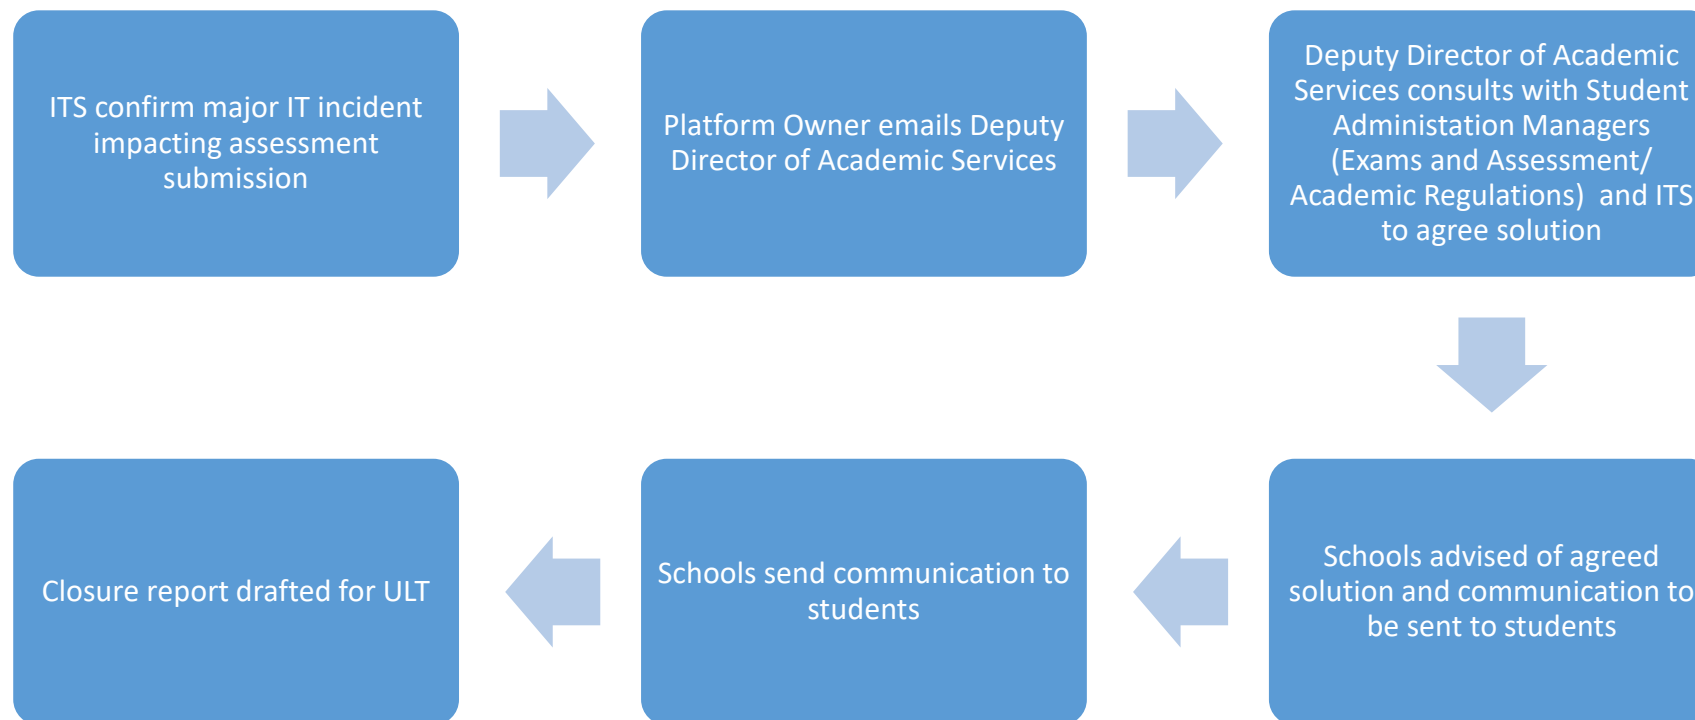 ITS confirm major IT incident
impacting assessment
submission
Platform Owner emails Deputy
Director of Academic Services
Deputy Director of Academic
Services consults with Student
Administation Managers
(Exams and Assessment/
Academic Regulations)  and ITS
to agree solution
Schools advised of agreed
solution and communication to
be sent to students
Schools send communication to
students
Closure report drafted for ULT